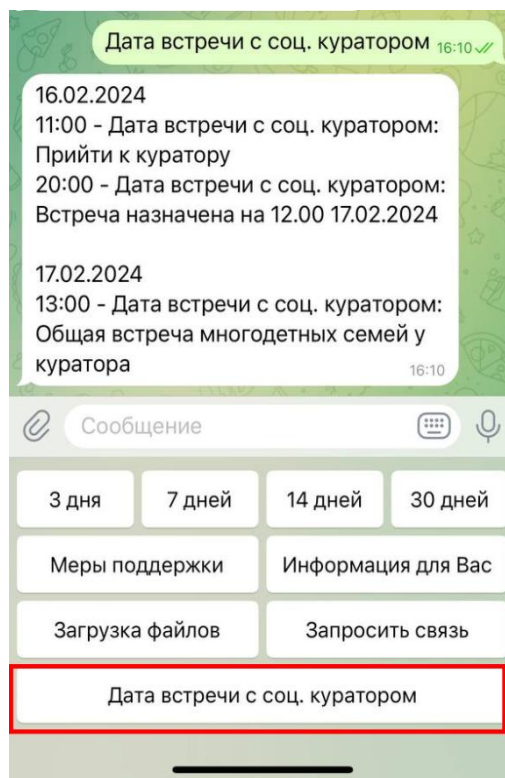 Дата встречи с соц. куратором 16:10
16.02.2024
11:00 - Дата встречи с соц. куратором:
Прийти к куратору
20:00 - Дата встречи с соц. куратором:
Встреча назначена на 12.00 17.02.2024
17.02.2024
13:00 - Дата встречи с соц. куратором:
Общая встреча многодетных семей у
куратора
16:10
Сообщение
3 дня 7 дней 14 дней 30 дней
Меры поддержки Информация для Вас
Загрузка файлов Запросить связь
Дата встречи с соц. куратором